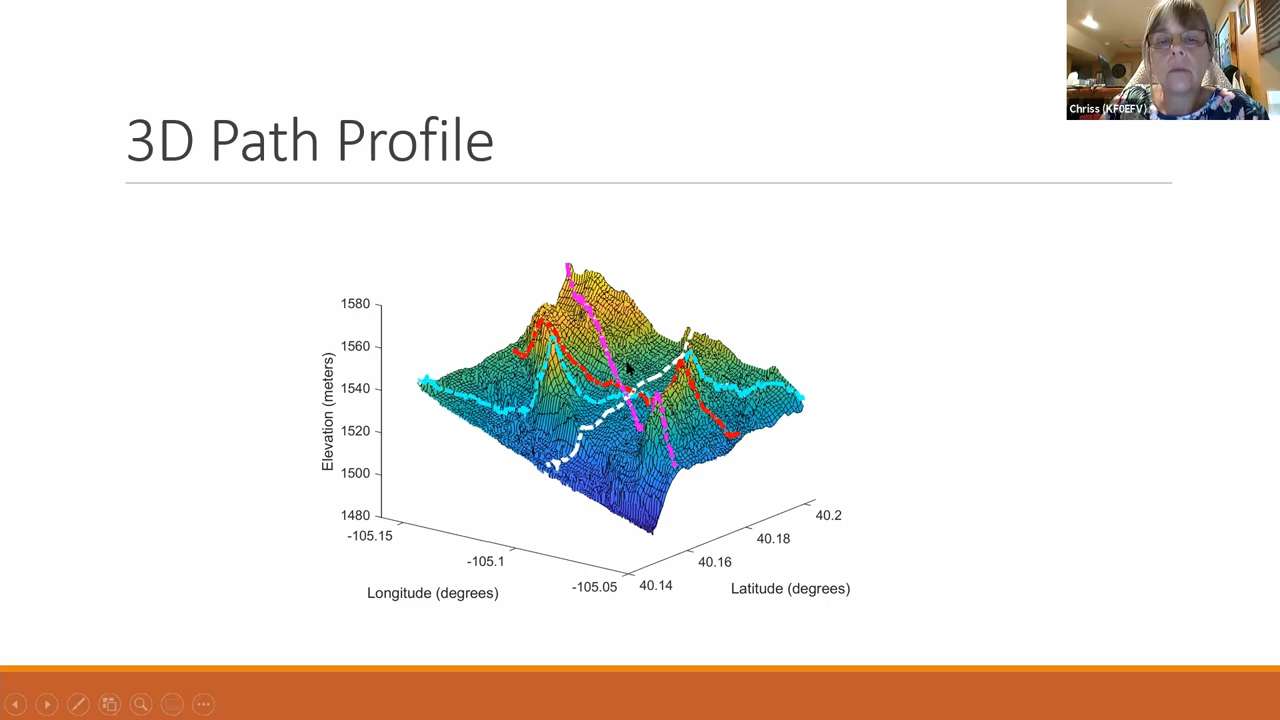 3D Path Profile
Chriss (KF0EFV)
1580
1560
1540
1520
1500
1480
Elevation (meters)
-105.15
-105.1
-105.05
Longitude (degrees)
40.14
40.16
40.18
40.2
Latitude (degrees)